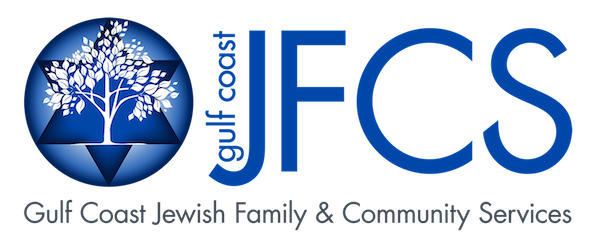 gulf coast
JFCS
Gulf Coast Jewish Family & Community Services